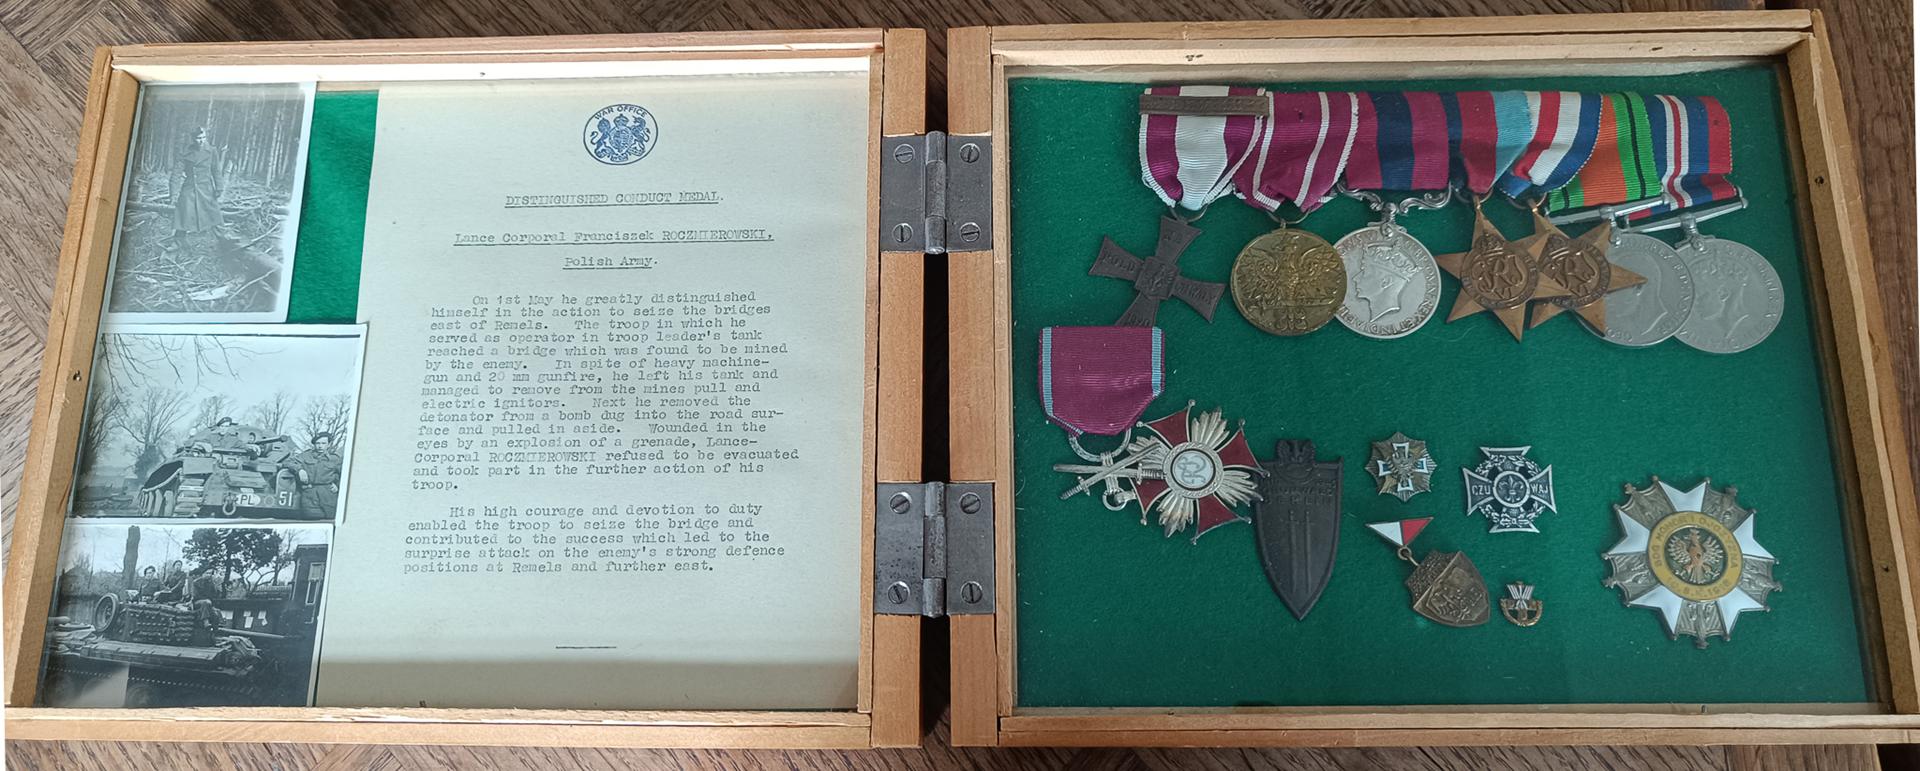 WAR OFFICE
DISTINGUISHED CONDUCT MEDAL.
Lance Corporal Franciszek ROCZMIEROWSKI,
Polish Army.
On 1st May he greatly distinguished
himself in the action to seize the bridges
east of Remels. The troop in which he
served as operator in troop leader's tank
reached a bridge which was found to be mined
by the enemy. In spite of heavy machine-
gun and 20 mm gunfire, he left his tank and
managed to remove from the mines pull and
electric ignitors. Next he removed the
detonator from a bomb dug into the road sur-
face and pulled in aside. Wounded in the
eyes by an explosion of a grenade, Lance-
Corporal ROCZMIEROWSKI refused to be evacuated
and took part in the further action of his
troop.
His high courage and devotion to duty
enabled the troop to seize the bridge and
contributed to the success which led to the
surprise attack on the enemy's strong defence
positions at Remels and further east.
PL 51
CZU WAJ